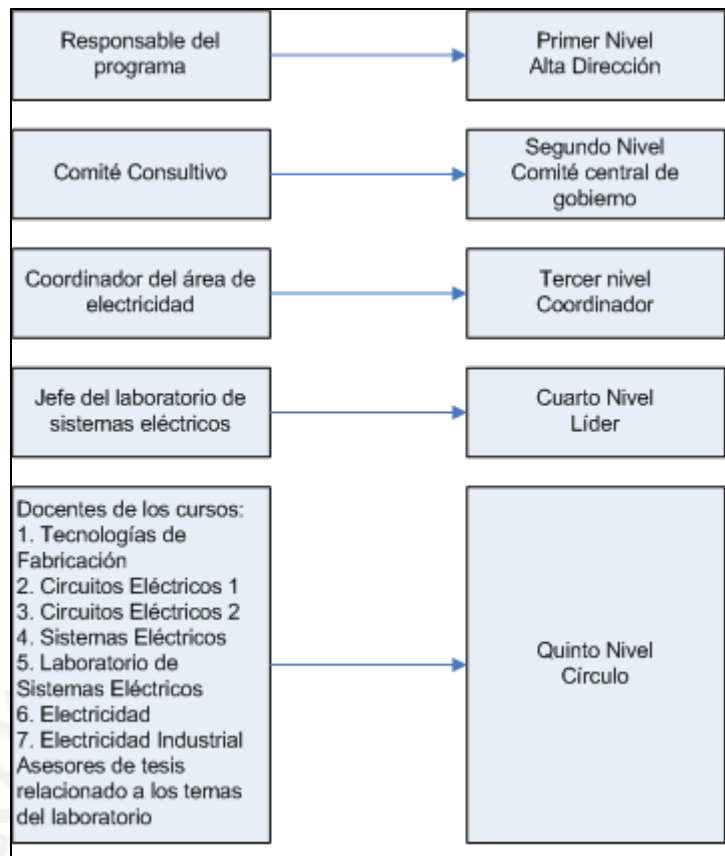 Responsable del
programa
Primer Nivel
Alta Dirección
Comité Consultivo
Segundo Nivel
Comité central de
gobierno
Coordinador del área de
electricidad
Tercer nivel
Coordinador
Jefe del laboratorio de
sistemas eléctricos
Cuarto Nivel
Líder
Docentes de los cursos:
1. Tecnologías de
Fabricación
2. Circuitos Eléctricos 1
3. Circuitos Eléctricos 2
4. Sistemas Eléctricos
5. Laboratorio de
Sistemas Eléctricos
6. Electricidad
7. Electricidad Industrial
Asesores de tesis
relacionado a los temas
del laboratorio
Quinto Nivel
Círculo